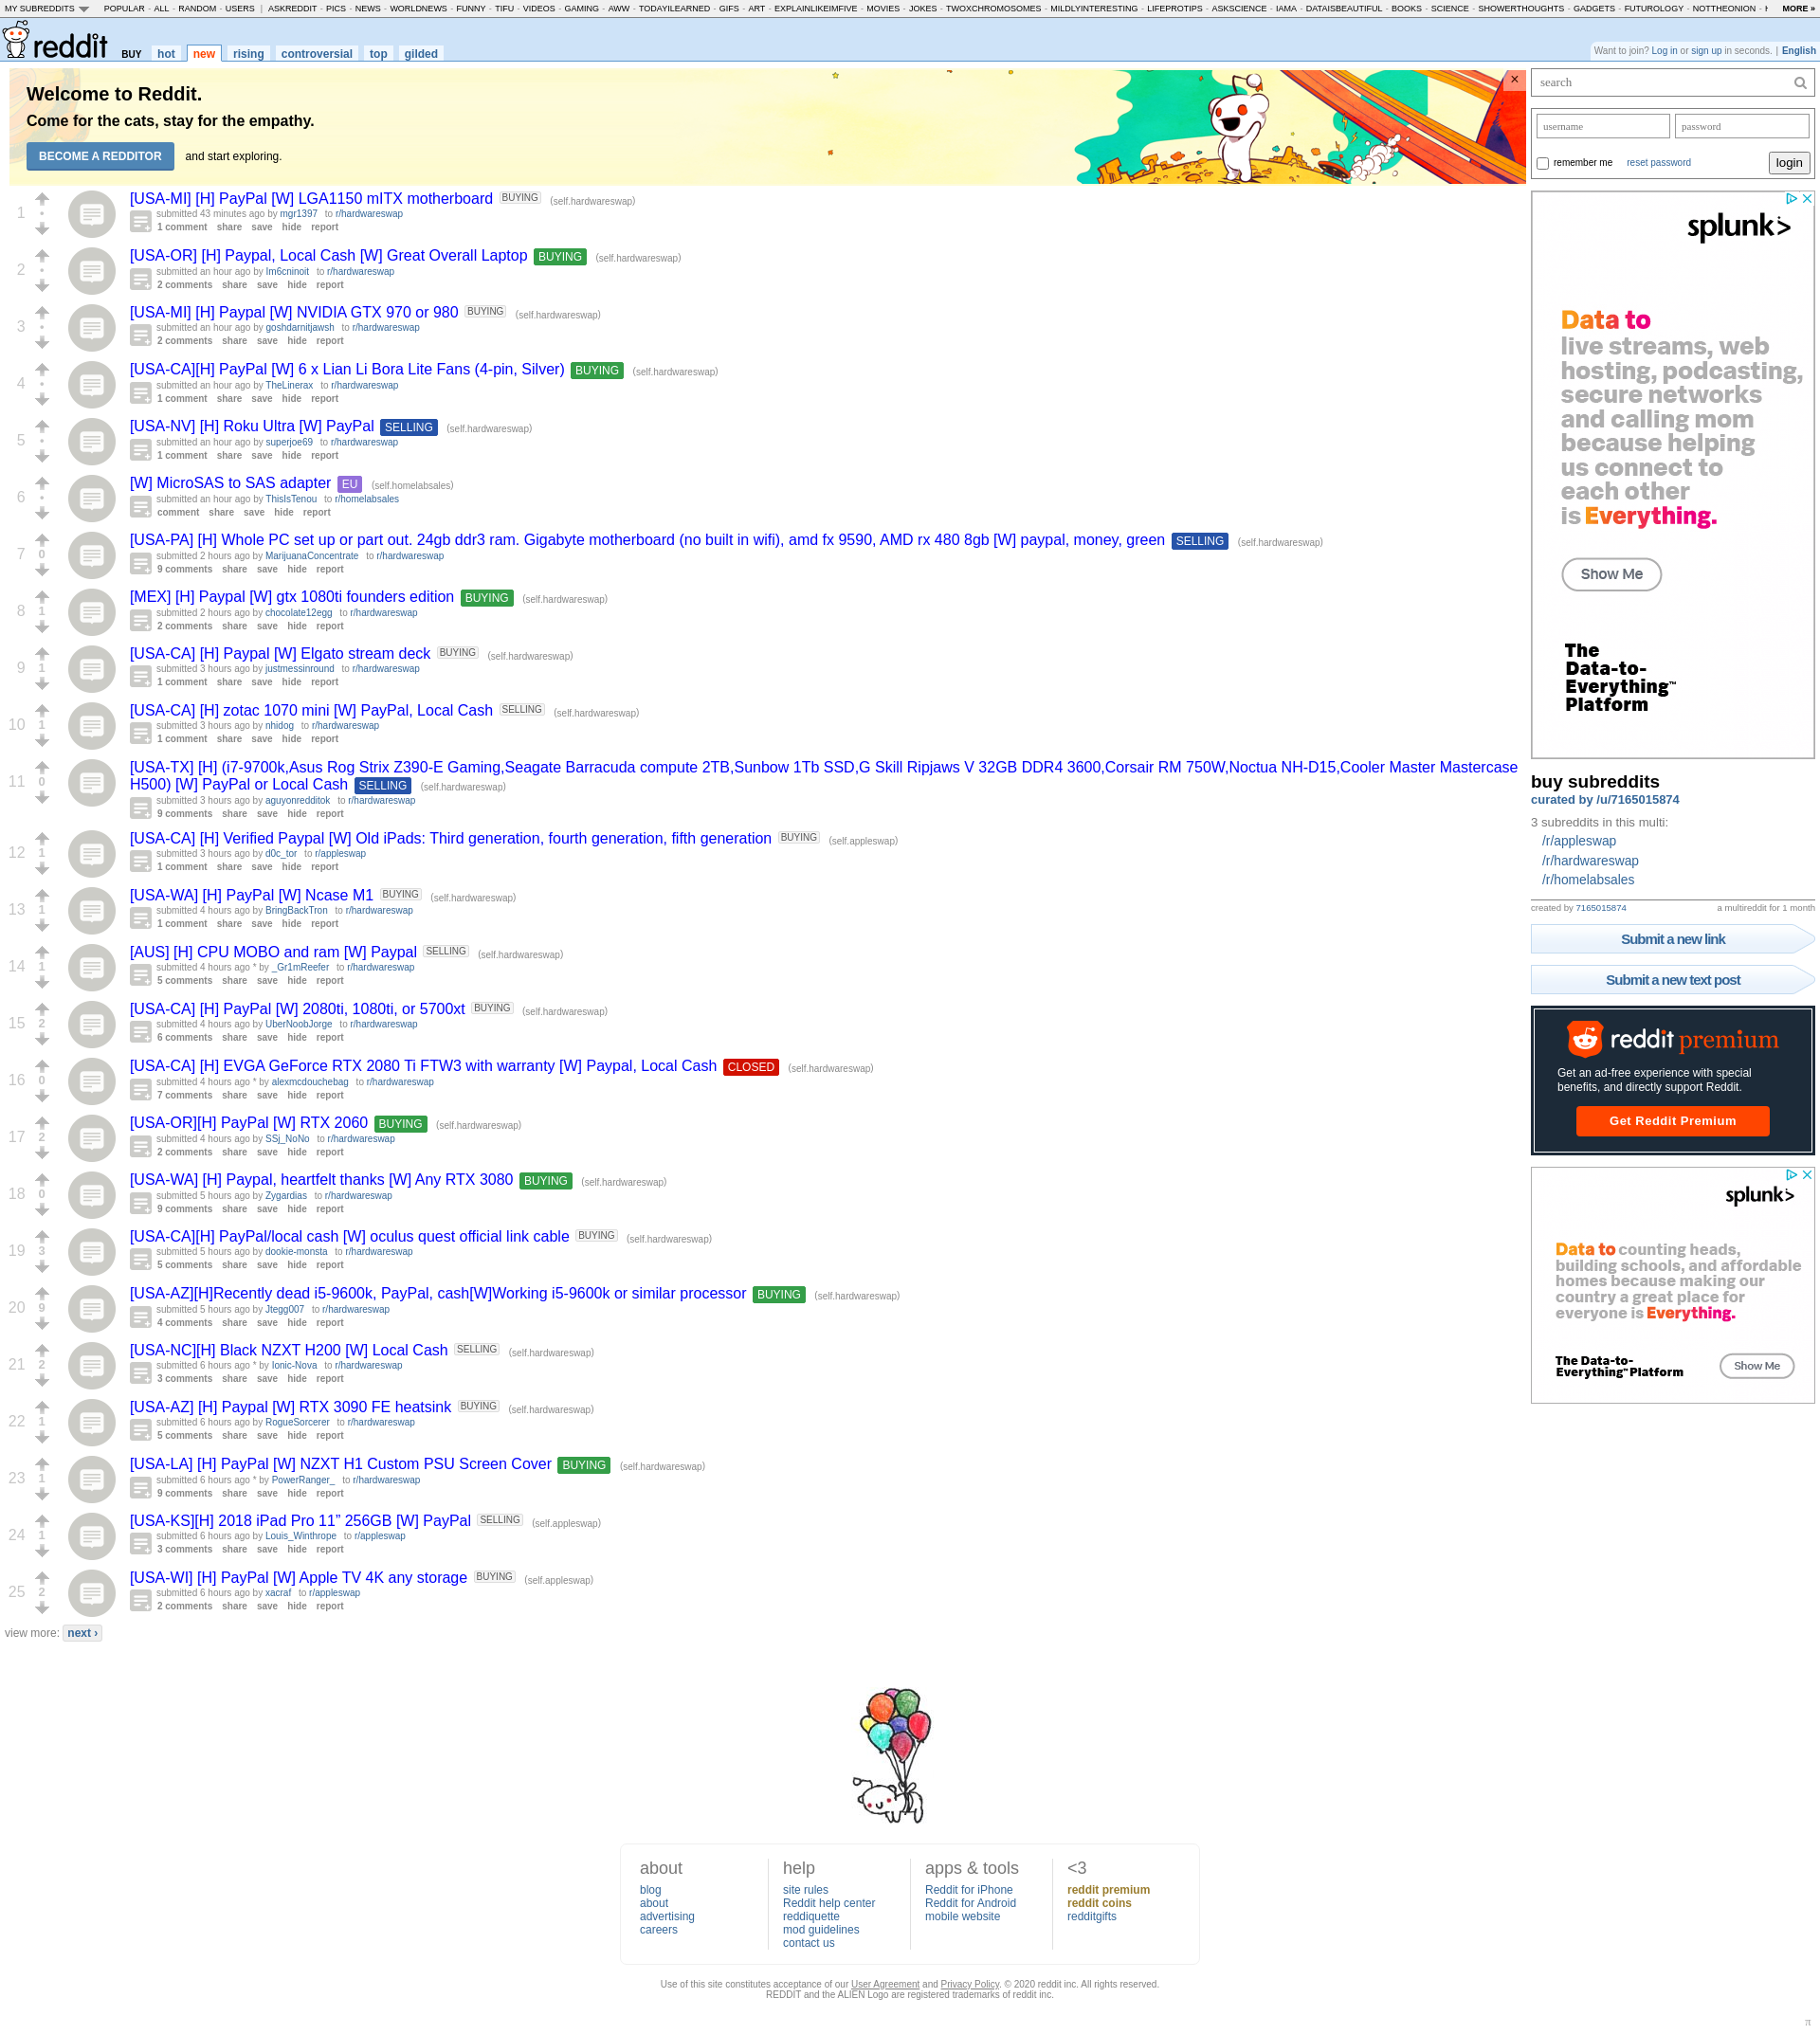 MY SUBREDDITS POPULAR - ALL - RANDOM - USERS | ASKREDDIT - PICS - NEWS - WORLDNEWS - FUNNY - TIFU - VIDEOS - GAMING - AWW - TODAYILEARNED - GIFS - ART - EXPLAINLIKEIMFIVE - MOVIES - JOKES - TWOXCHROMOSOMES - MILDLYINTERESTING - LIFEPROTIPS - ASKSCIENCE - IAMA - DATAISBEAUTIFUL - BOOKS - SCIENCE - SHOWERTHOUGHTS - GADGETS - FUTUROLOGY - NOTTHEONION - MORE »
reddit BUY hot new rising controversial top gilded
Want to join? Log in or sign up in seconds. | English
Welcome to Reddit.
Come for the cats, stay for the empathy.
BECOME A REDDITOR and start exploring.
×
1
[USA-MI] [H] PayPal [W] LGA1150 mITX motherboard BUYING (self.hardwareswap)
submitted 43 minutes ago by mgr1397 to r/hardwareswap
1 comment share save hide report
2
[USA-OR] [H] Paypal, Local Cash [W] Great Overall Laptop BUYING (self.hardwareswap)
submitted an hour ago by Im6cninoit to r/hardwareswap
2 comments share save hide report
3
[USA-MI] [H] Paypal [W] NVIDIA GTX 970 or 980 BUYING (self.hardwareswap)
submitted an hour ago by goshdarnitjawsh to r/hardwareswap
2 comments share save hide report
4
[USA-CA][H] PayPal [W] 6 x Lian Li Bora Lite Fans (4-pin, Silver) BUYING (self.hardwareswap)
submitted an hour ago by TheLinerax to r/hardwareswap
1 comment share save hide report
5
[USA-NV] [H] Roku Ultra [W] PayPal SELLING (self.hardwareswap)
submitted an hour ago by superjoe69 to r/hardwareswap
1 comment share save hide report
6
[W] MicroSAS to SAS adapter EU (self.homelabsales)
submitted an hour ago by ThisIsTenou to r/homelabsales
comment share save hide report
7 0
[USA-PA] [H] Whole PC set up or part out. 24gb ddr3 ram. Gigabyte motherboard (no built in wifi), amd fx 9590, AMD rx 480 8gb [W] paypal, money, green SELLING (self.hardwareswap)
submitted 2 hours ago by MarijuanaConcentrate to r/hardwareswap
9 comments share save hide report
8 1
[MEX] [H] Paypal [W] gtx 1080ti founders edition BUYING (self.hardwareswap)
submitted 2 hours ago by chocolate12egg to r/hardwareswap
2 comments share save hide report
9 1
[USA-CA] [H] Paypal [W] Elgato stream deck BUYING (self.hardwareswap)
submitted 3 hours ago by justmessinround to r/hardwareswap
1 comment share save hide report
10 1
[USA-CA] [H] zotac 1070 mini [W] PayPal, Local Cash SELLING (self.hardwareswap)
submitted 3 hours ago by nhidog to r/hardwareswap
1 comment share save hide report
11 0
[USA-TX] [H] (i7-9700k,Asus Rog Strix Z390-E Gaming,Seagate Barracuda compute 2TB,Sunbow 1Tb SSD,G Skill Ripjaws V 32GB DDR4 3600,Corsair RM 750W,Noctua NH-D15,Cooler Master Mastercase
H500) [W] PayPal or Local Cash SELLING (self.hardwareswap)
submitted 3 hours ago by aguyonredditok to r/hardwareswap
9 comments share save hide report
12 1
[USA-CA] [H] Verified Paypal [W] Old iPads: Third generation, fourth generation, fifth generation BUYING (self.appleswap)
submitted 3 hours ago by d0c_tor to r/appleswap
1 comment share save hide report
13 1
[USA-WA] [H] PayPal [W] Ncase M1 BUYING (self.hardwareswap)
submitted 4 hours ago by BringBackTron to r/hardwareswap
1 comment share save hide report
14 1
[AUS] [H] CPU MOBO and ram [W] Paypal SELLING (self.hardwareswap)
submitted 4 hours ago * by _Gr1mReefer to r/hardwareswap
5 comments share save hide report
15 2
[USA-CA] [H] PayPal [W] 2080ti, 1080ti, or 5700xt BUYING (self.hardwareswap)
submitted 4 hours ago by UberNoobJorge to r/hardwareswap
6 comments share save hide report
16 0
[USA-CA] [H] EVGA GeForce RTX 2080 Ti FTW3 with warranty [W] Paypal, Local Cash CLOSED (self.hardwareswap)
submitted 4 hours ago * by alexmcdouchebag to r/hardwareswap
7 comments share save hide report
17 2
[USA-OR][H] PayPal [W] RTX 2060 BUYING (self.hardwareswap)
submitted 4 hours ago by SSj_NoNo to r/hardwareswap
2 comments share save hide report
18 0
[USA-WA] [H] Paypal, heartfelt thanks [W] Any RTX 3080 BUYING (self.hardwareswap)
submitted 5 hours ago by Zygardias to r/hardwareswap
9 comments share save hide report
19 3
[USA-CA][H] PayPal/local cash [W] oculus quest official link cable BUYING (self.hardwareswap)
submitted 5 hours ago by dookie-monsta to r/hardwareswap
5 comments share save hide report
20 9
[USA-AZ][H]Recently dead i5-9600k, PayPal, cash[W]Working i5-9600k or similar processor BUYING (self.hardwareswap)
submitted 5 hours ago by Jtegg007 to r/hardwareswap
4 comments share save hide report
21 2
[USA-NC][H] Black NZXT H200 [W] Local Cash SELLING (self.hardwareswap)
submitted 6 hours ago * by Ionic-Nova to r/hardwareswap
3 comments share save hide report
22 1
[USA-AZ] [H] Paypal [W] RTX 3090 FE heatsink BUYING (self.hardwareswap)
submitted 6 hours ago by RogueSorcerer to r/hardwareswap
5 comments share save hide report
23 1
[USA-LA] [H] PayPal [W] NZXT H1 Custom PSU Screen Cover BUYING (self.hardwareswap)
submitted 6 hours ago * by PowerRanger_ to r/hardwareswap
9 comments share save hide report
24 1
[USA-KS][H] 2018 iPad Pro 11” 256GB [W] PayPal SELLING (self.appleswap)
submitted 6 hours ago by Louis_Winthrope to r/appleswap
3 comments share save hide report
25 2
[USA-WI] [H] PayPal [W] Apple TV 4K any storage BUYING (self.appleswap)
submitted 6 hours ago by xacraf to r/appleswap
2 comments share save hide report
view more: next ›
search
username password
remember me reset password login
splunk>
Data to
live streams, web
hosting, podcasting,
secure networks
and calling mom
because helping
us connect to
each other
is Everything.
Show Me
The
Data-to-
Everything™
Platform
buy subreddits
curated by /u/7165015874
3 subreddits in this multi:
/r/appleswap
/r/hardwareswap
/r/homelabsales
created by 7165015874 a multireddit for 1 month
Submit a new link
Submit a new text post
reddit premium
Get an ad-free experience with special
benefits, and directly support Reddit.
Get Reddit Premium
splunk>
Data to counting heads,
building schools, and affordable
homes because making our
country a great place for
everyone is Everything.
The Data-to-
Everything™ Platform
Show Me
about
blog
about
advertising
careers
help
site rules
Reddit help center
reddiquette
mod guidelines
contact us
apps & tools
Reddit for iPhone
Reddit for Android
mobile website
<3
reddit premium
reddit coins
redditgifts
Use of this site constitutes acceptance of our User Agreement and Privacy Policy. © 2020 reddit inc. All rights reserved.
REDDIT and the ALIEN Logo are registered trademarks of reddit inc.
π